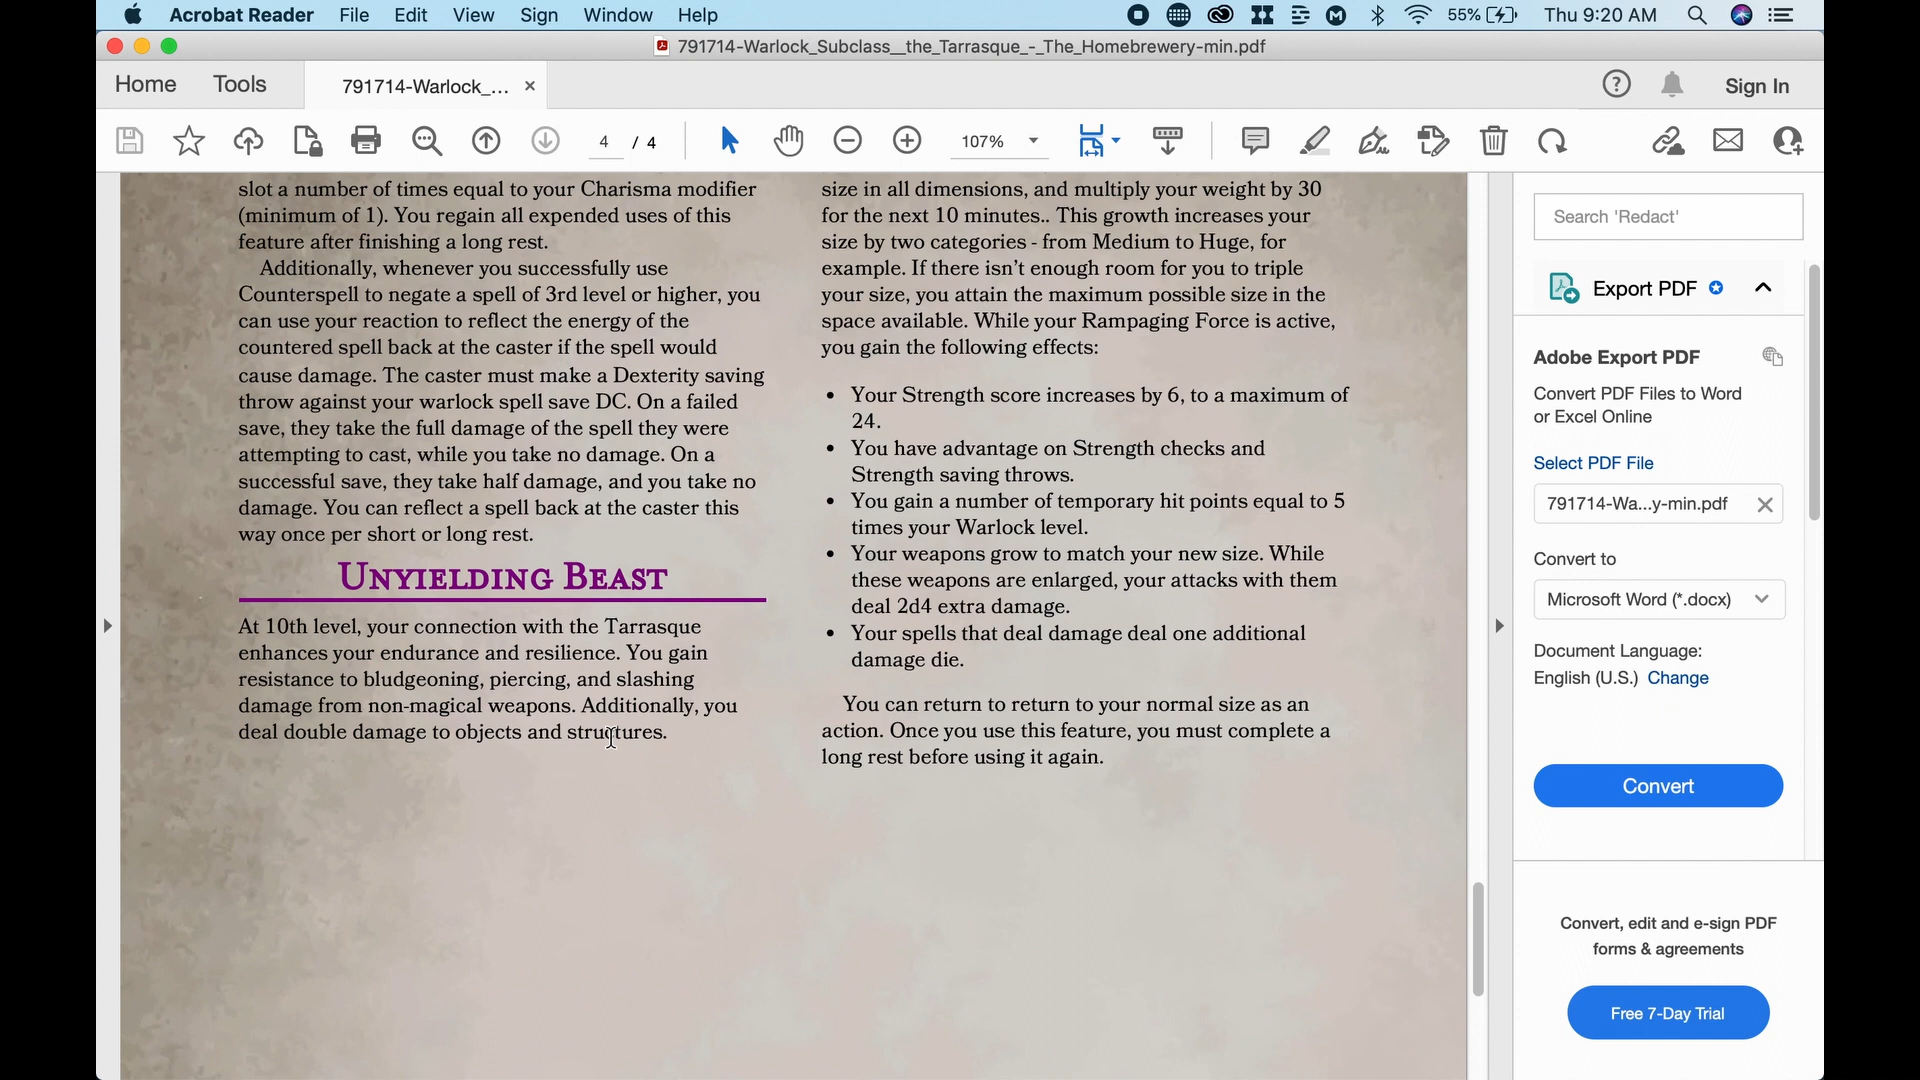 Acrobat Reader File Edit View Sign Window Help 55% Thu 9:20 AM
791714-Warlock_Subclass__the_Tarrasque_-_The_Homebrewery-min.pdf
Home Tools 791714-Warlock_... × Sign In
4 / 4 107%
slot a number of times equal to your Charisma modifier
(minimum of 1). You regain all expended uses of this
feature after finishing a long rest.
Additionally, whenever you successfully use
Counterspell to negate a spell of 3rd level or higher, you
can use your reaction to reflect the energy of the
countered spell back at the caster if the spell would
cause damage. The caster must make a Dexterity saving
throw against your warlock spell save DC. On a failed
save, they take the full damage of the spell they were
attempting to cast, while you take no damage. On a
successful save, they take half damage, and you take no
damage. You can reflect a spell back at the caster this
way once per short or long rest.
Unyielding Beast
At 10th level, your connection with the Tarrasque
enhances your endurance and resilience. You gain
resistance to bludgeoning, piercing, and slashing
damage from non-magical weapons. Additionally, you
deal double damage to objects and structures.
size in all dimensions, and multiply your weight by 30
for the next 10 minutes.. This growth increases your
size by two categories - from Medium to Huge, for
example. If there isn't enough room for you to triple
your size, you attain the maximum possible size in the
space available. While your Rampaging Force is active,
you gain the following effects:
• Your Strength score increases by 6, to a maximum of
24.
• You have advantage on Strength checks and
Strength saving throws.
• You gain a number of temporary hit points equal to 5
times your Warlock level.
• Your weapons grow to match your new size. While
these weapons are enlarged, your attacks with them
deal 2d4 extra damage.
• Your spells that deal damage deal one additional
damage die.
You can return to return to your normal size as an
action. Once you use this feature, you must complete a
long rest before using it again.
Search 'Redact'
Export PDF
Adobe Export PDF
Convert PDF Files to Word
or Excel Online
Select PDF File
791714-Wa...y-min.pdf
Convert to
Microsoft Word (*.docx)
Document Language:
English (U.S.) Change
Convert
Convert, edit and e-sign PDF
forms & agreements
Free 7-Day Trial